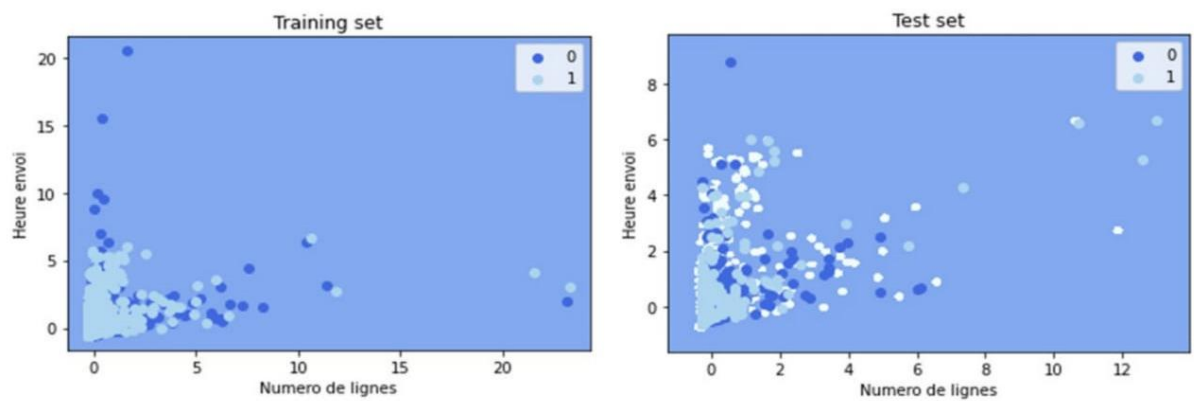 Training set
20
15
10
5
0
Heure envoi
0
1
0 5 10 15 20
Numero de lignes
Test set
8
6
4
2
0
Heure envoi
0
1
0 2 4 6 8 10 12
Numero de lignes